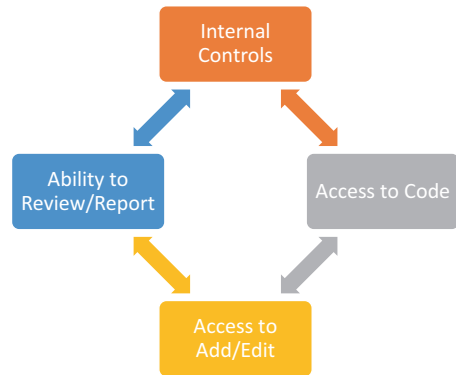 Internal
Controls
Ability to
Review/Report
Access to Code
Access to
Add/Edit